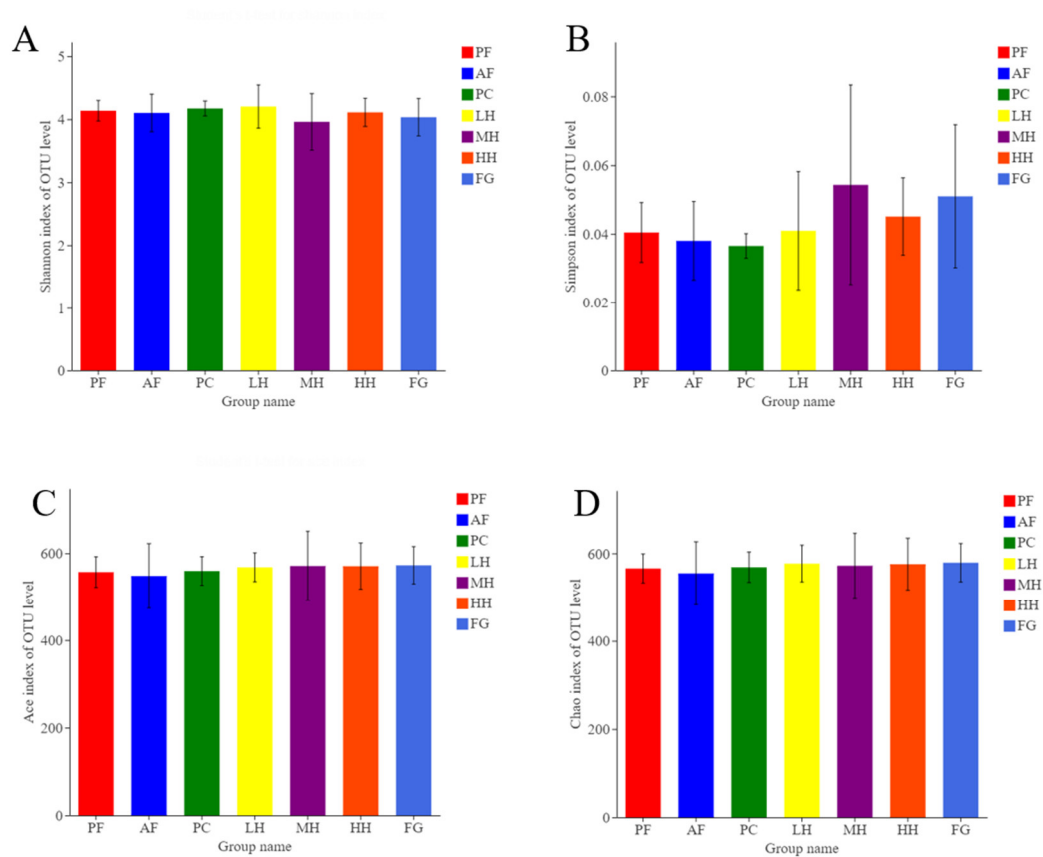 A
Shannon index of OTU level
5
4
3
2
1
0
PF AF PC LH MH HH FG
Group name
PF
AF
PC
LH
MH
HH
FG
B
Simpson index of OTU level
0.08
0.06
0.04
0.02
0
PF AF PC LH MH HH FG
Group name
PF
AF
PC
LH
MH
HH
FG
C
Ace index of OTU level
600
400
200
0
PF AF PC LH MH HH FG
Group name
PF
AF
PC
LH
MH
HH
FG
D
Chao index of OTU level
600
400
200
0
PF AF PC LH MH HH FG
Group name
PF
AF
PC
LH
MH
HH
FG